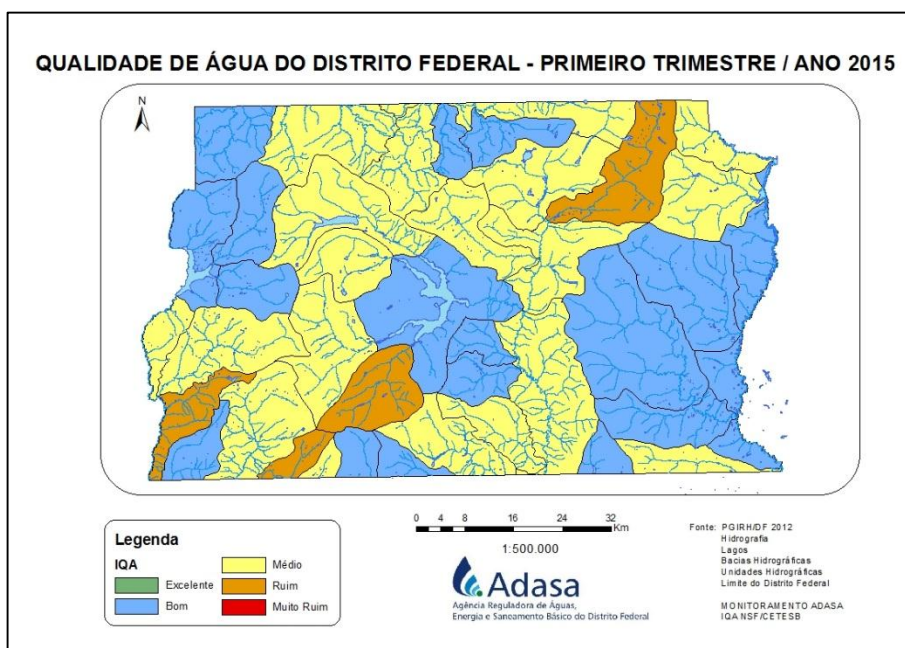 QUALIDADE DE ÁGUA DO DISTRITO FEDERAL - PRIMEIRO TRIMESTRE / ANO 2015
N
Legenda
IQA
Excelente
Bom
Médio
Ruim
Muito Ruim
0 4 8 16 24 32
Km
1:500.000
Adasa
Agência Reguladora de Águas,
Energia e Saneamento Básico do Distrito Federal
Fonte: PGIRH/DF 2012
Hidrografia
Lagos
Bacias Hidrográficas
Unidades Hidrográficas
Limite do Distrito Federal
MONITORAMENTO ADASA
IQA NSF/CETESB